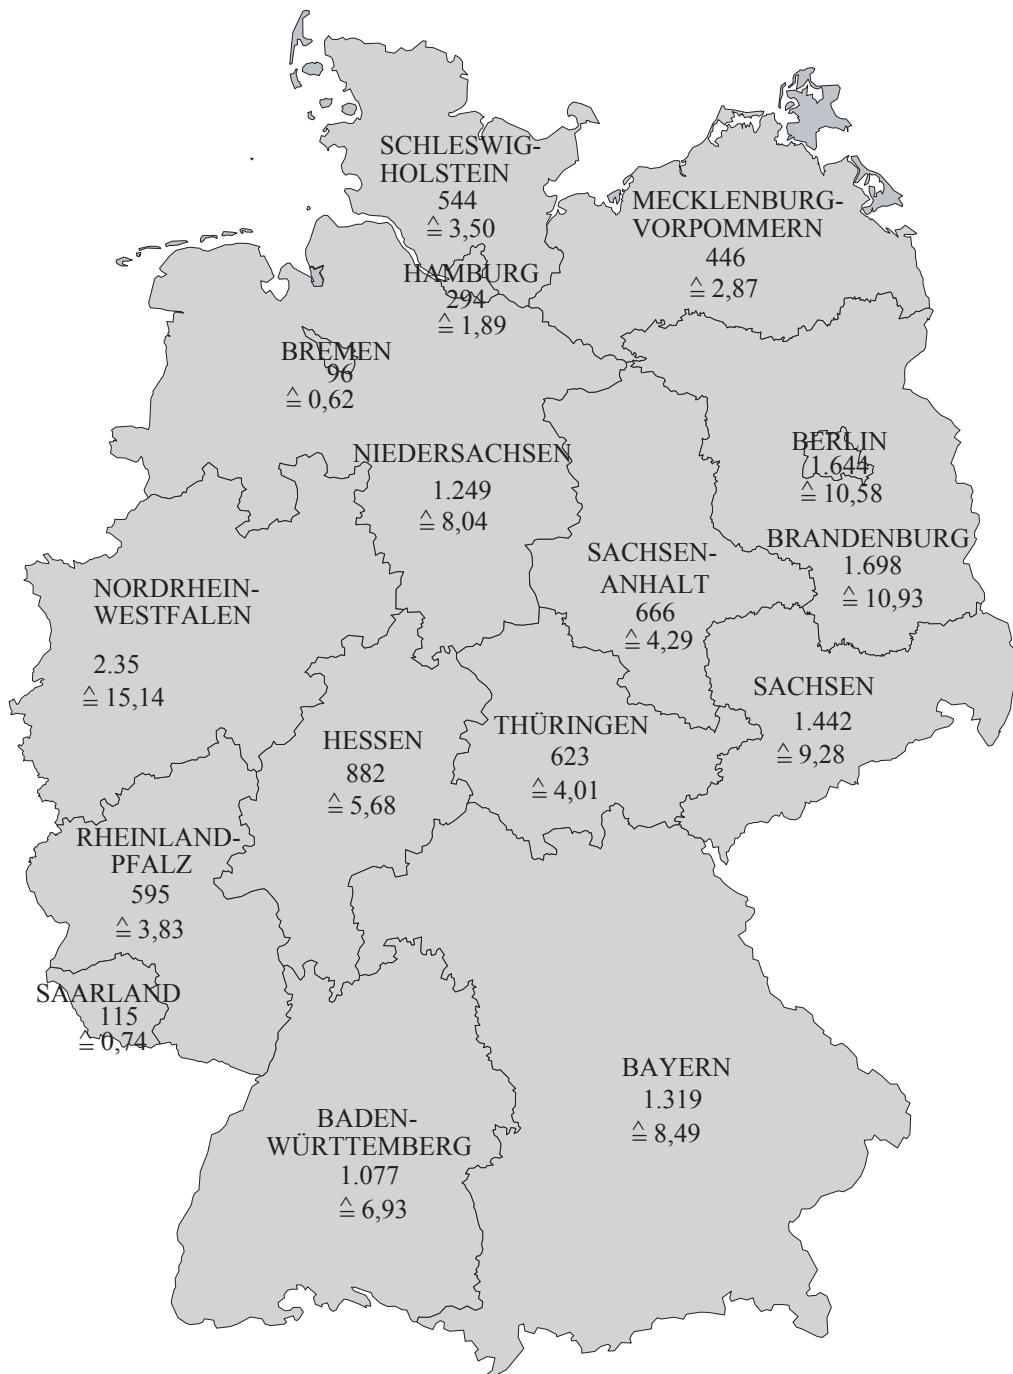 SCHLESWIG-
HOLSTEIN
544
≙ 3,50
MECKLENBURG-
VORPOMMERN
446
≙ 2,87
HAMBURG
294
≙ 1,89
BREMEN
96
≙ 0,62
NIEDERSACHSEN
1.249
≙ 8,04
BERLIN
1.644
≙ 10,58
BRANDENBURG
1.698
≙ 10,93
SACHSEN-
ANHALT
666
≙ 4,29
NORDRHEIN-
WESTFALEN
2.35
≙ 15,14
SACHSEN
1.442
≙ 9,28
THÜRINGEN
623
≙ 4,01
HESSEN
882
≙ 5,68
RHEINLAND-
PFALZ
595
≙ 3,83
SAARLAND
115
≙ 0,74
BAYERN
1.319
≙ 8,49
BADEN-
WÜRTTEMBERG
1.077
≙ 6,93